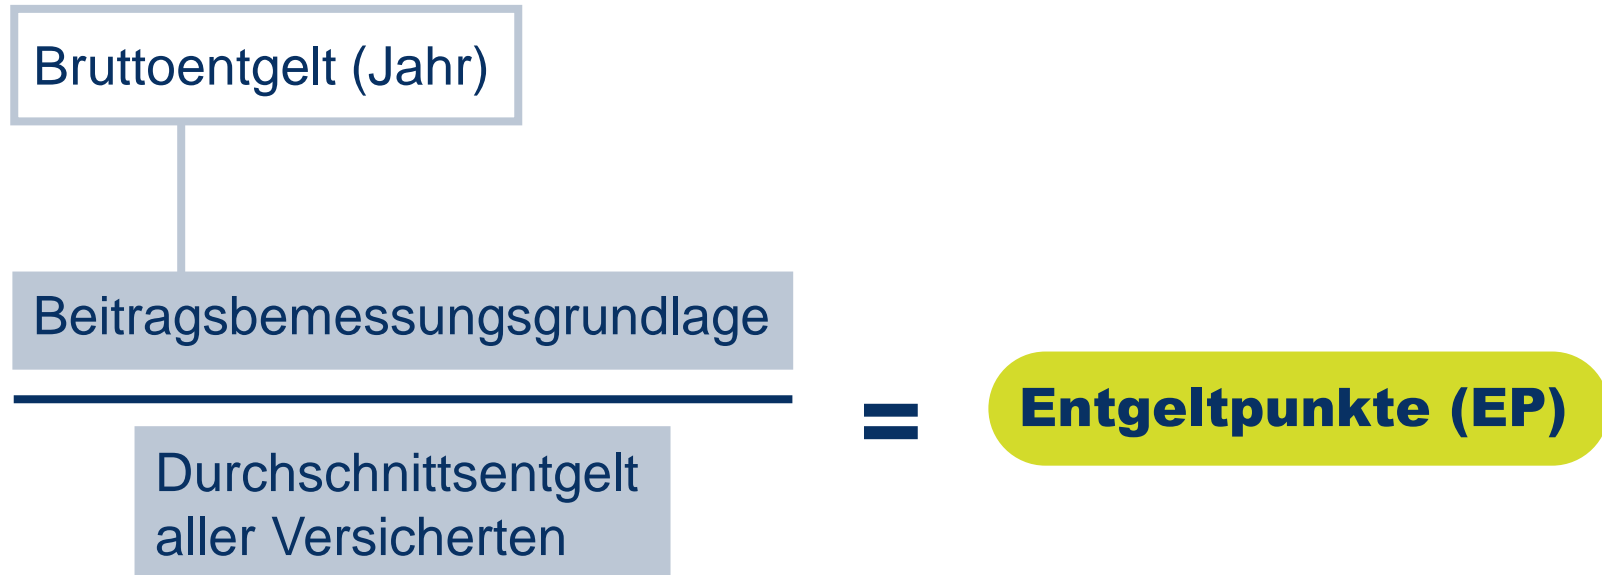 Bruttoentgelt (Jahr)
Beitragsbemessungsgrundlage
Durchschnittsentgelt
aller Versicherten
=
Entgeltpunkte (EP)